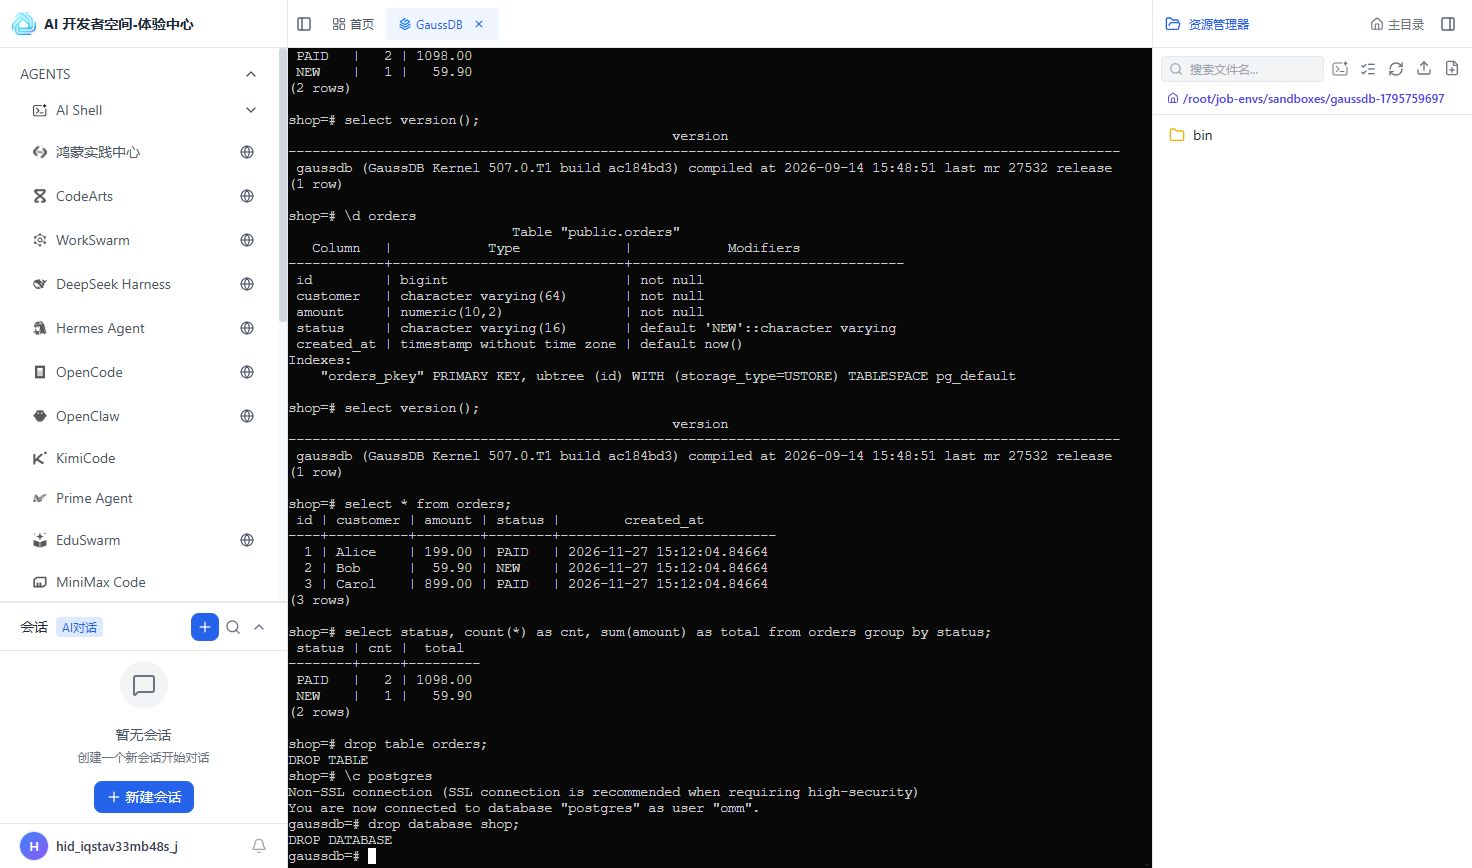 AI 开发者空间-体验中心
AGENTS
AI Shell
鸿蒙实践中心
CodeArts
WorkSwarm
DeepSeek Harness
Hermes Agent
OpenCode
OpenClaw
KimiCode
Prime Agent
EduSwarm
MiniMax Code
会话 AI对话
暂无会话
创建一个新会话开始对话
+ 新建会话
H hid_iqstav33mb48s_j
首页 GaussDB ×
 PAID   |   2 | 1098.00
 NEW    |   1 |   59.90
(2 rows)
shop=# select version();
version
gaussdb (GaussDB Kernel 507.0.T1 build ac184bd3) compiled at 2026-09-14 15:48:51 last mr 27532 release
(1 row)
shop=# \d orders
Table "public.orders"
   Column   |            Type             |            Modifiers
------------+-----------------------------+----------------------------------
 id         | bigint                      | not null
 customer   | character varying(64)       | not null
 amount     | numeric(10,2)               | not null
 status     | character varying(16)       | default 'NEW'::character varying
 created_at | timestamp without time zone | default now()
Indexes:
    "orders_pkey" PRIMARY KEY, ubtree (id) WITH (storage_type=USTORE) TABLESPACE pg_default
shop=# select version();
version
gaussdb (GaussDB Kernel 507.0.T1 build ac184bd3) compiled at 2026-09-14 15:48:51 last mr 27532 release
(1 row)
shop=# select * from orders;
 id | customer | amount | status |        created_at
----+----------+--------+--------+---------------------------
  1 | Alice    | 199.00 | PAID   | 2026-11-27 15:12:04.84664
  2 | Bob      |  59.90 | NEW    | 2026-11-27 15:12:04.84664
  3 | Carol    | 899.00 | PAID   | 2026-11-27 15:12:04.84664
(3 rows)
shop=# select status, count(*) as cnt, sum(amount) as total from orders group by status;
 status | cnt |  total
--------+-----+---------
 PAID   |   2 | 1098.00
 NEW    |   1 |   59.90
(2 rows)
shop=# drop table orders;
DROP TABLE
shop=# \c postgres
Non-SSL connection (SSL connection is recommended when requiring high-security)
You are now connected to database "postgres" as user "omm".
gaussdb=# drop database shop;
DROP DATABASE
gaussdb=#
资源管理器 主目录
搜索文件名...
/root/job-envs/sandboxes/gaussdb-1795759697
bin